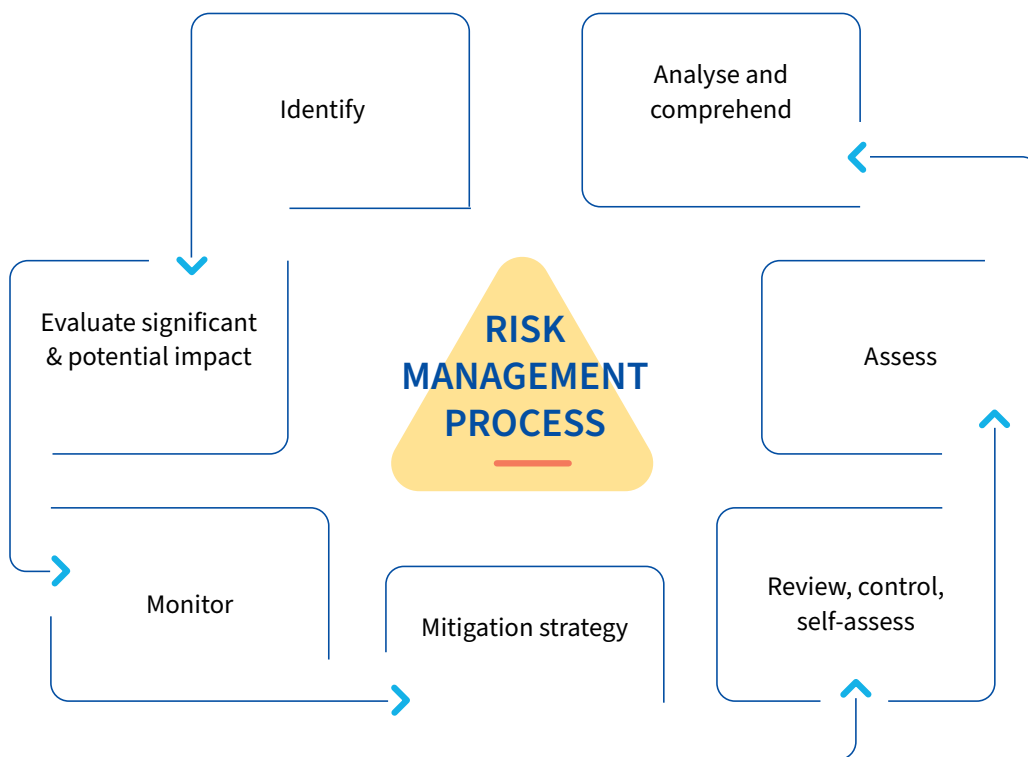 Identify
Analyse and
comprehend
Evaluate significant
& potential impact
RISK
MANAGEMENT
PROCESS
Assess
Monitor
Mitigation strategy
Review, control,
self-assess